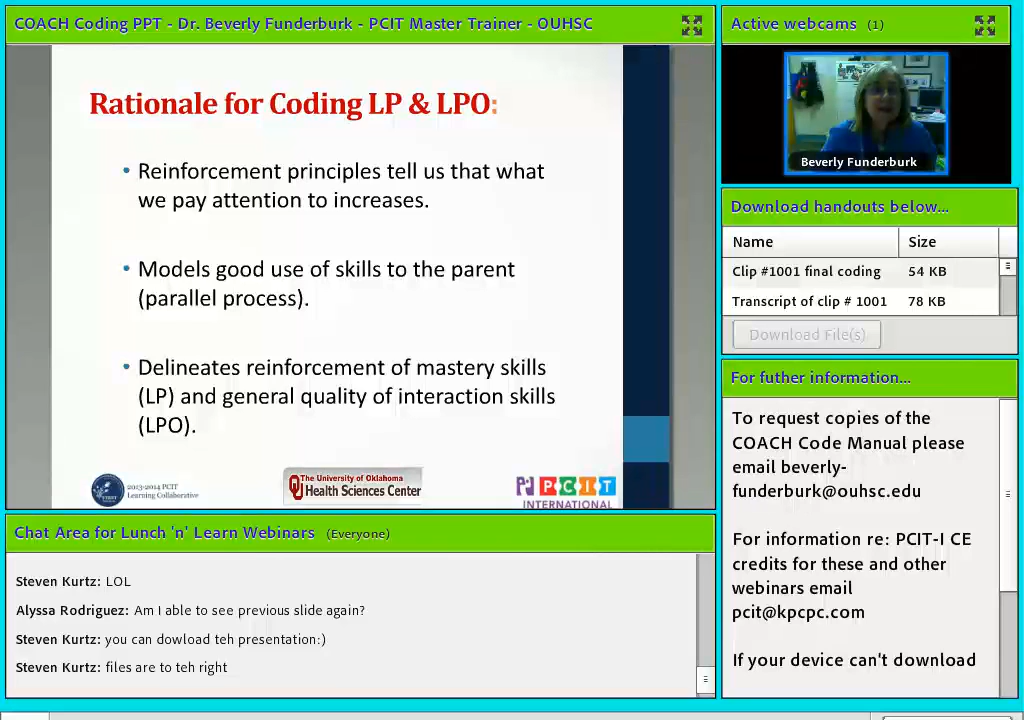 COACH Coding PPT - Dr. Beverly Funderburk - PCIT Master Trainer - OUHSC
Rationale for Coding LP & LPO:
• Reinforcement principles tell us that what
we pay attention to increases.
• Models good use of skills to the parent
(parallel process).
• Delineates reinforcement of mastery skills
(LP) and general quality of interaction skills
(LPO).
2013-2014 PCIT
Learning Collaborative
The University of Oklahoma
Health Sciences Center
PCIT
INTERNATIONAL
Chat Area for Lunch 'n' Learn Webinars (Everyone)
Steven Kurtz: LOL
Alyssa Rodriguez: Am I able to see previous slide again?
Steven Kurtz: you can dowload teh presentation:)
Steven Kurtz: files are to teh right
Active webcams (1)
Beverly Funderburk
Download handouts below...
Name Size
Clip #1001 final coding 54 KB
Transcript of clip # 1001 78 KB
Download File(s)
For futher information...
To request copies of the
COACH Code Manual please
email beverly-
funderburk@ouhsc.edu
For information re: PCIT-I CE
credits for these and other
webinars email
pcit@kpcpc.com
If your device can't download